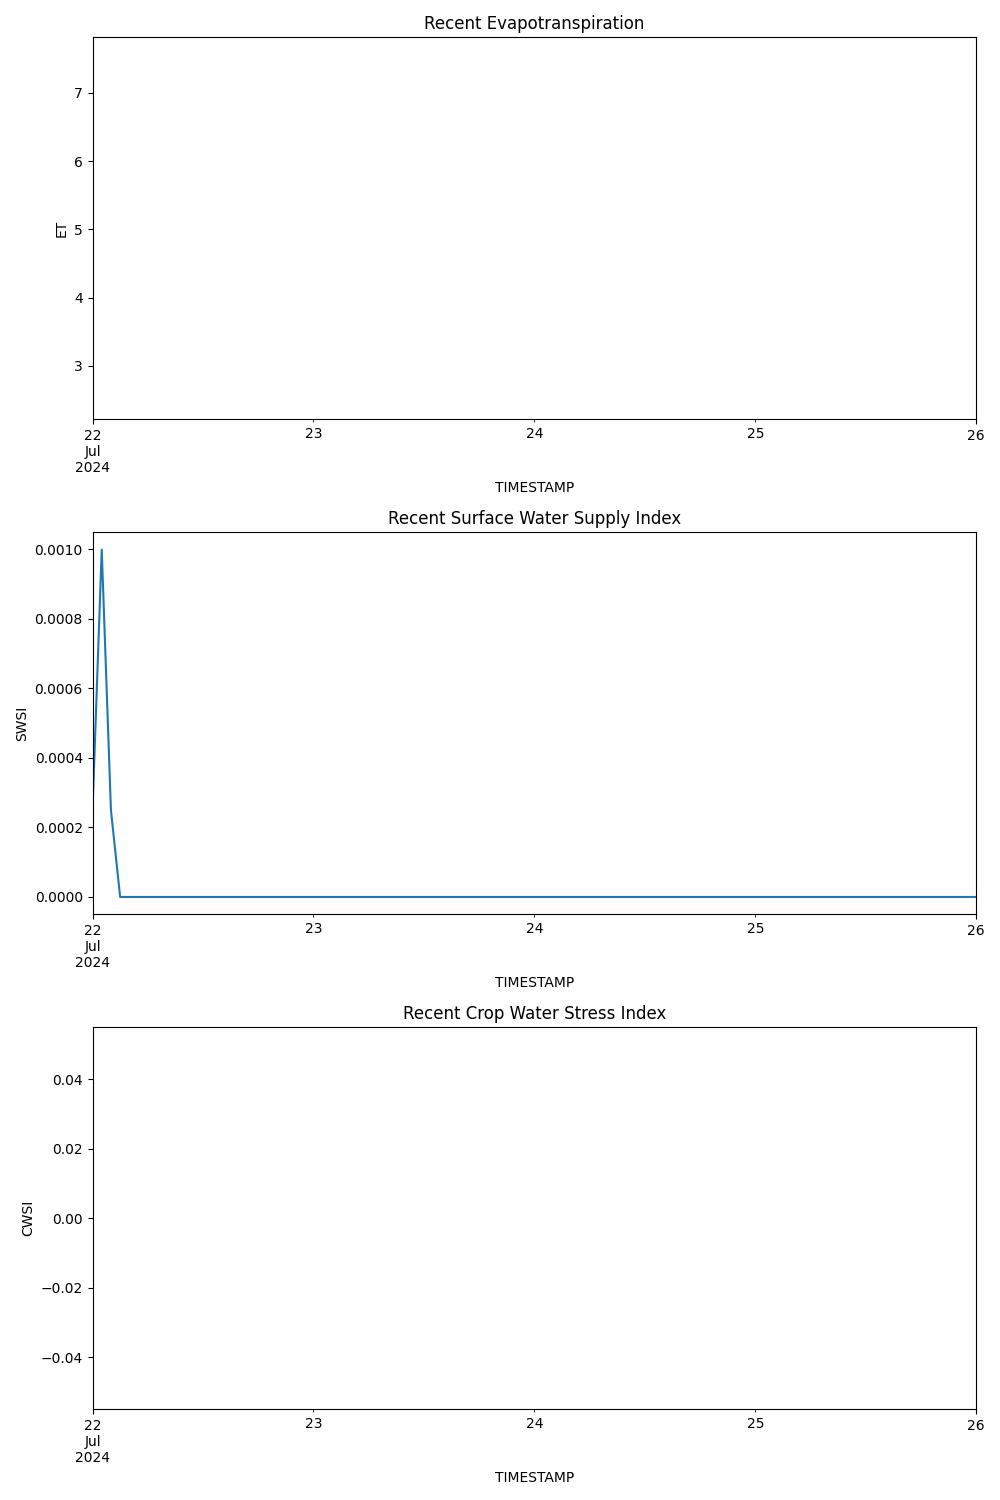 Recent Evapotranspiration
7
6
5
4
3
ET
22
Jul
2024
23
24
25
26
TIMESTAMP
Recent Surface Water Supply Index
0.0010
0.0008
0.0006
0.0004
0.0002
0.0000
SWSI
22
Jul
2024
23
24
25
26
TIMESTAMP
Recent Crop Water Stress Index
0.04
0.02
0.00
−0.02
−0.04
CWSI
22
Jul
2024
23
24
25
26
TIMESTAMP